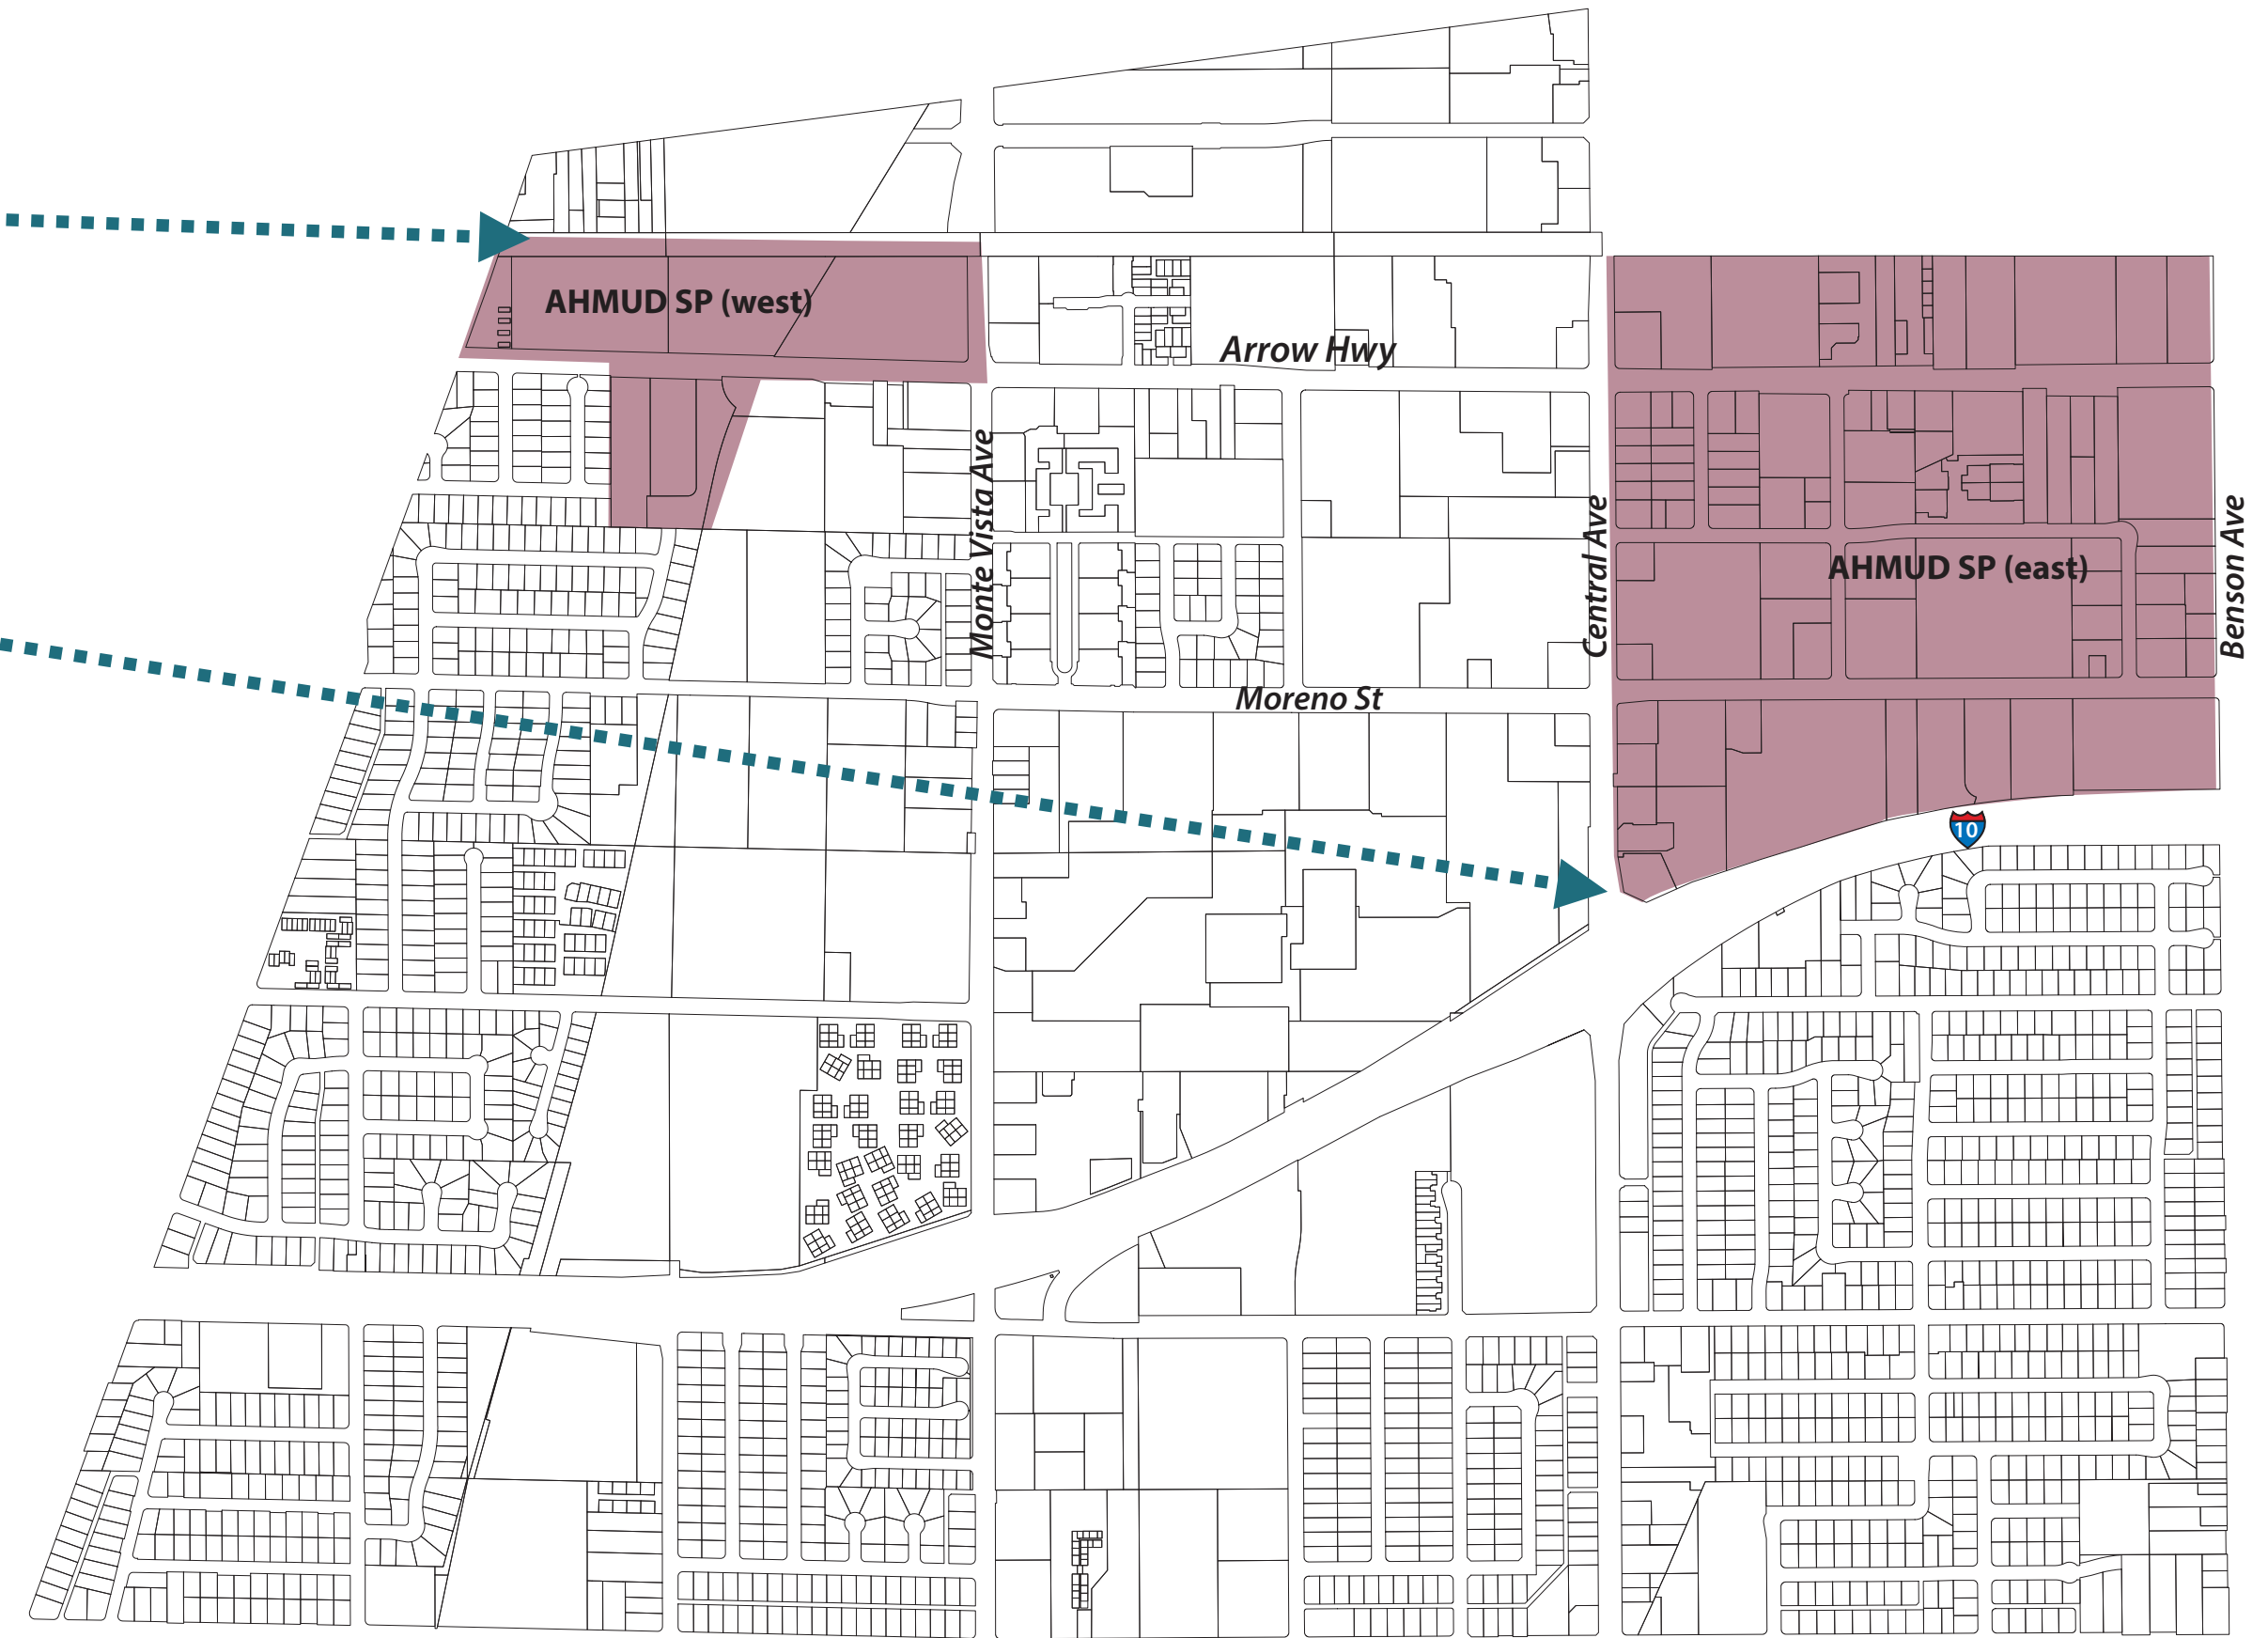 AHMUD SP (west)
Arrow Hwy
Monte Vista Ave
Central Ave
Benson Ave
AHMUD SP (east)
Moreno St
10